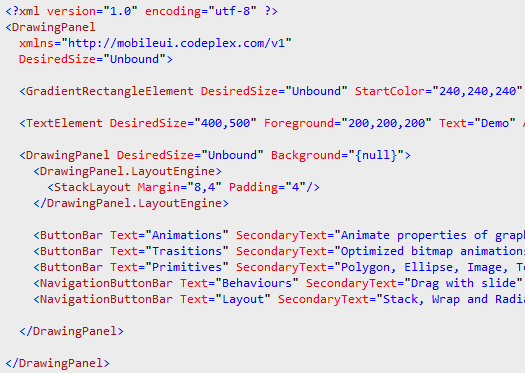 <?xml version="1.0" encoding="utf-8" ?>
<DrawingPanel
xmlns="http://mobileui.codeplex.com/v1"
DesiredSize="Unbound">
<GradientRectangleElement DesiredSize="Unbound" StartColor="240,240,240"
<TextElement DesiredSize="400,500" Foreground="200,200,200" Text="Demo"
<DrawingPanel DesiredSize="Unbound" Background="{null}">
<DrawingPanel.LayoutEngine>
<StackLayout Margin="8,4" Padding="4"/>
</DrawingPanel.LayoutEngine>
<ButtonBar Text="Animations" SecondaryText="Animate properties of grap
<ButtonBar Text="Trasitions" SecondaryText="Optimized bitmap animations
<ButtonBar Text="Primitives" SecondaryText="Polygon, Ellipse, Image, Te
<NavigationButtonBar Text="Behaviours" SecondaryText="Drag with slide"
<NavigationButtonBar Text="Layout" SecondaryText="Stack, Wrap and Radia
</DrawingPanel>
</DrawingPanel>